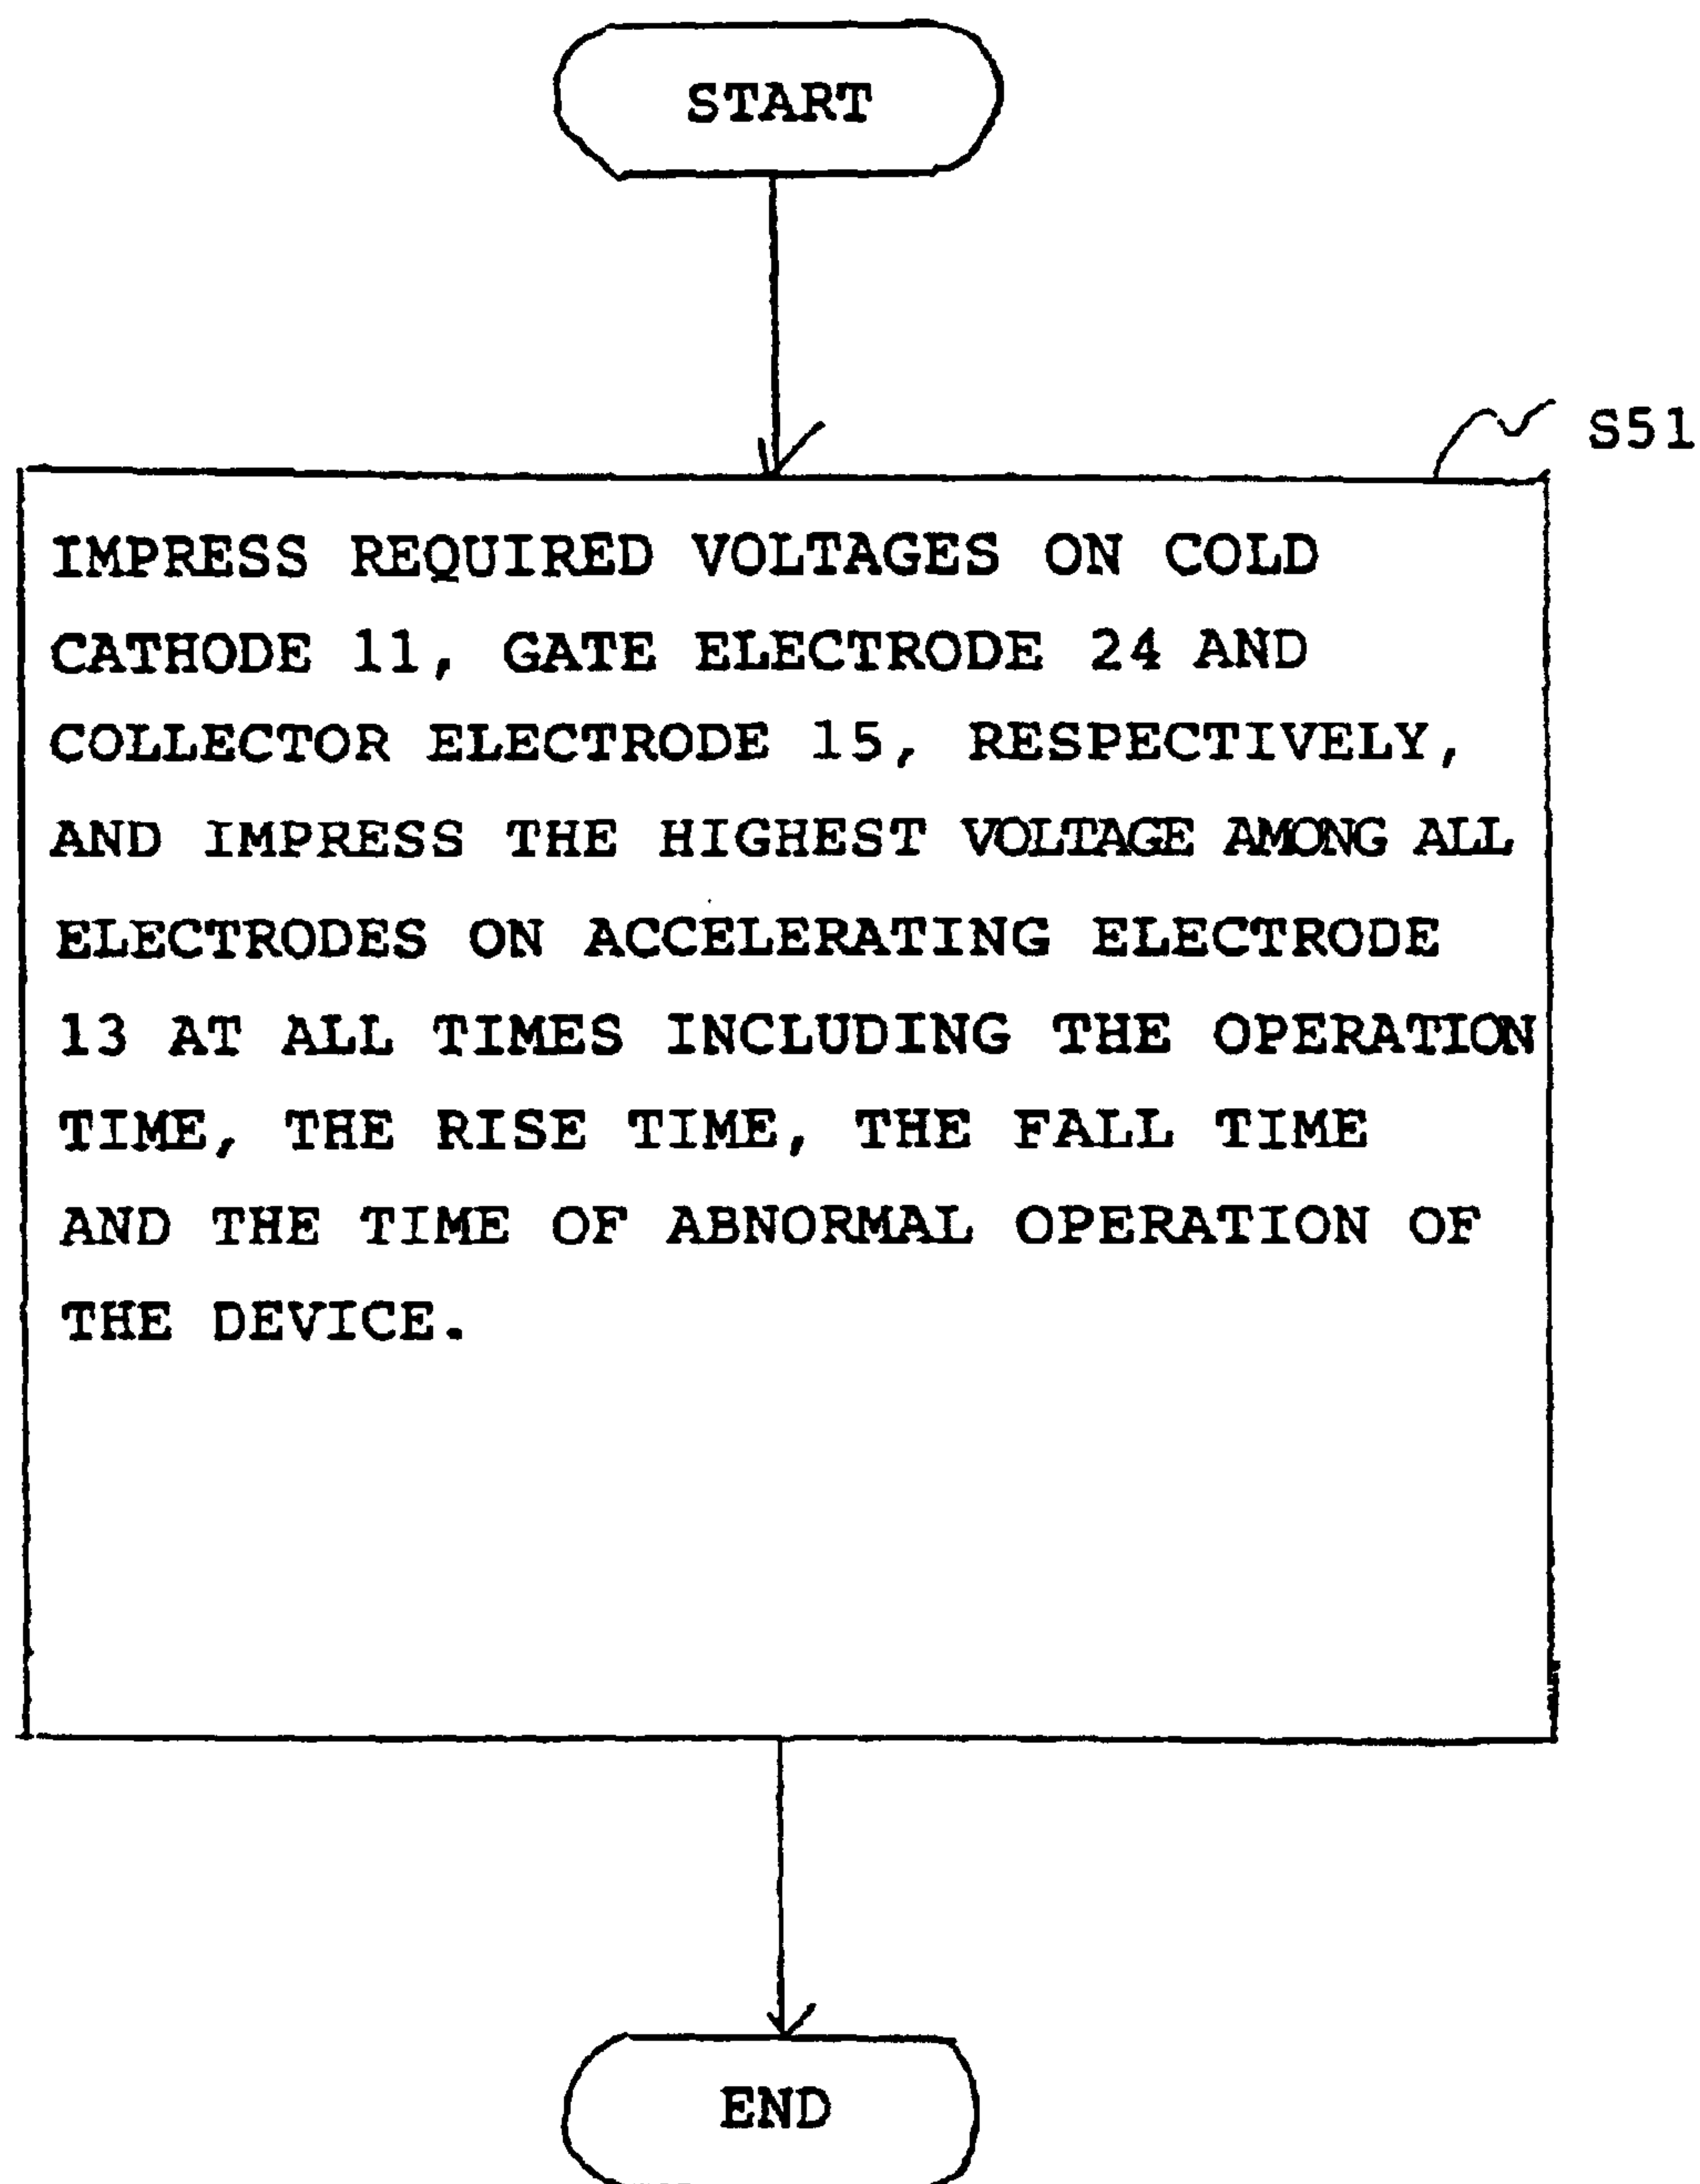 START
S51
IMPRESS REQUIRED VOLTAGES ON COLD
CATHODE 11, GATE ELECTRODE 24 AND
COLLECTOR ELECTRODE 15, RESPECTIVELY,
AND IMPRESS THE HIGHEST VOLTAGE AMONG ALL
ELECTRODES ON ACCELERATING ELECTRODE
13 AT ALL TIMES INCLUDING THE OPERATION
TIME, THE RISE TIME, THE FALL TIME
AND THE TIME OF ABNORMAL OPERATION OF
THE DEVICE.
END